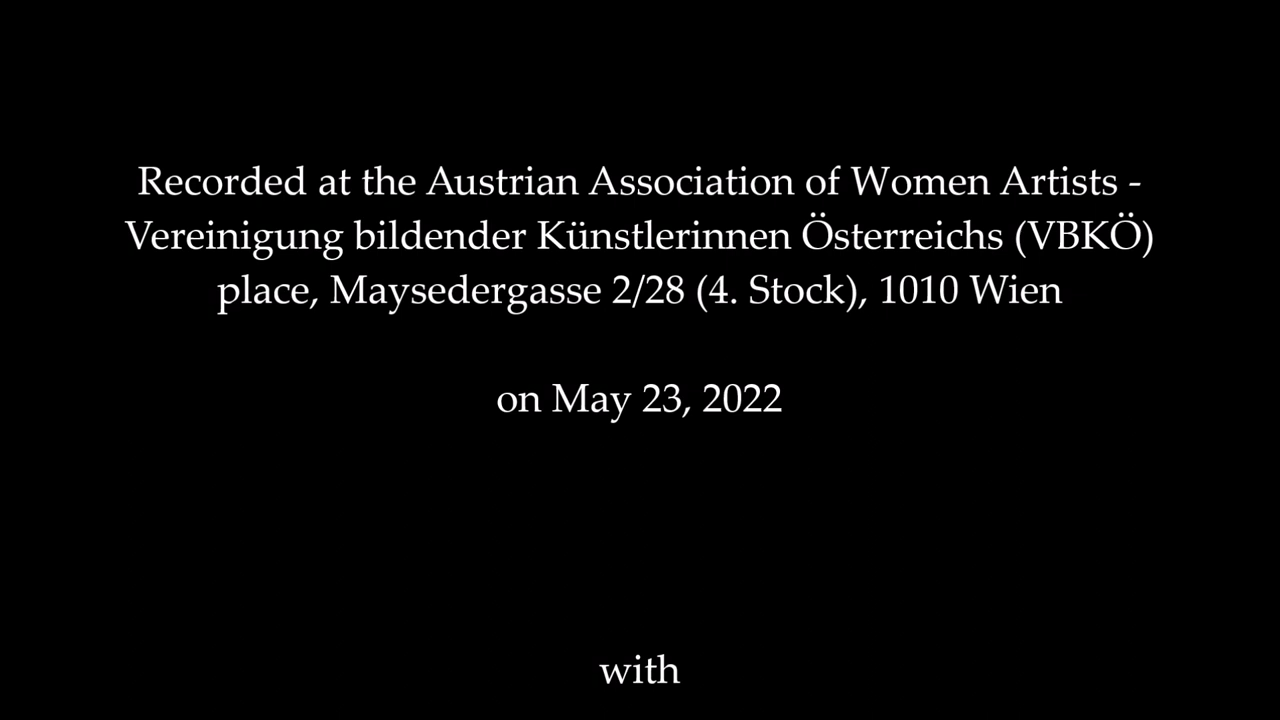 Recorded at the Austrian Association of Women Artists -
Vereinigung bildender Künstlerinnen Österreichs (VBKÖ)
place, Maysedergasse 2/28 (4. Stock), 1010 Wien
on May 23, 2022
with